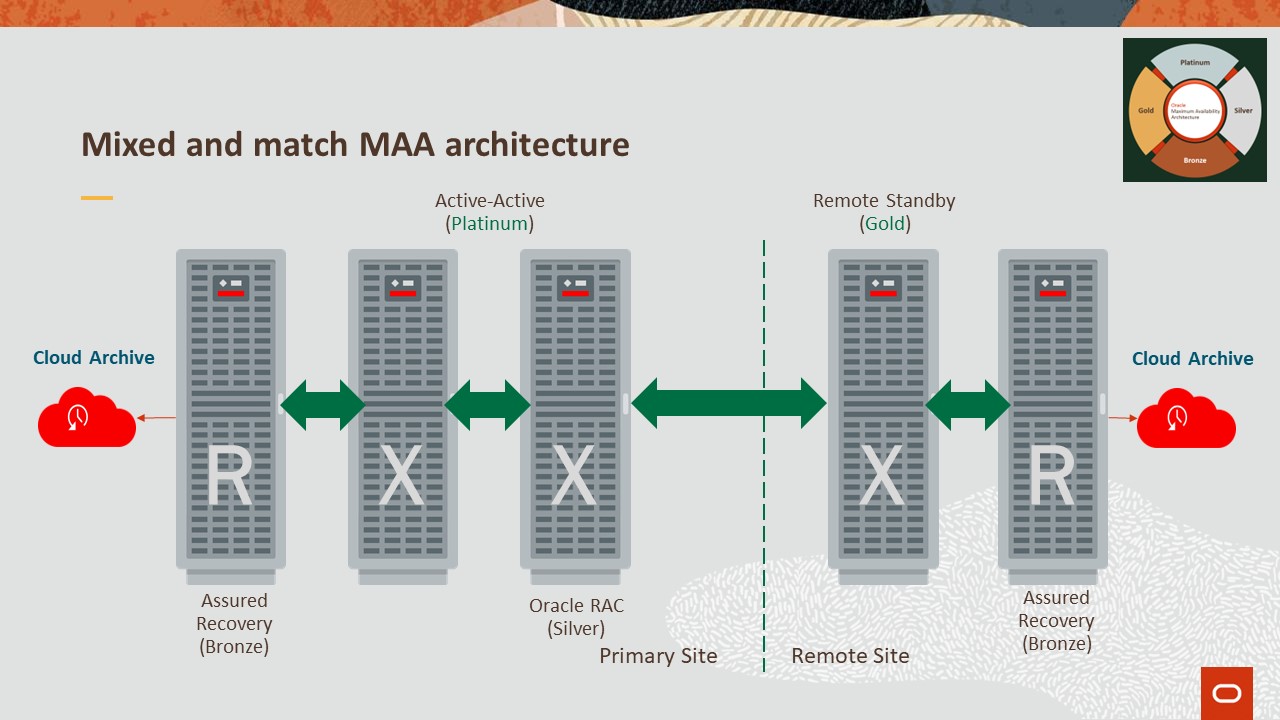 Platinum
Gold
Oracle
Maximum Availability
Architecture
Silver
Bronze
Mixed and match MAA architecture
Active-Active
(Platinum)
Remote Standby
(Gold)
Cloud Archive
Cloud Archive
R
X
X
X
R
Assured
Recovery
(Bronze)
Oracle RAC
(Silver)
Assured
Recovery
(Bronze)
Primary Site
Remote Site